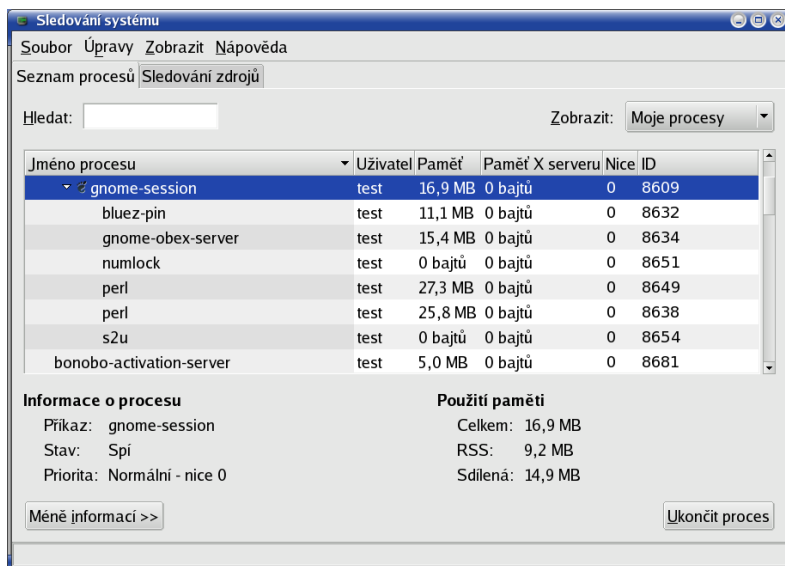 Sledování systému
Soubor Úpravy Zobrazit Nápověda
Seznam procesů Sledování zdrojů
Hledat: Zobrazit: Moje procesy
Jméno procesu Uživatel Paměť Paměť X serveru Nice ID
gnome-session test 16,9 MB 0 bajtů 0 8609
bluez-pin test 11,1 MB 0 bajtů 0 8632
gnome-obex-server test 15,4 MB 0 bajtů 0 8634
numlock test 0 bajtů 0 bajtů 0 8651
perl test 27,3 MB 0 bajtů 0 8649
perl test 25,8 MB 0 bajtů 0 8638
s2u test 0 bajtů 0 bajtů 0 8654
bonobo-activation-server test 5,0 MB 0 bajtů 0 8681
Informace o procesu Použití paměti
Příkaz: gnome-session Celkem: 16,9 MB
Stav: Spí RSS: 9,2 MB
Priorita: Normální - nice 0 Sdílená: 14,9 MB
Méně informací >> Ukončit proces